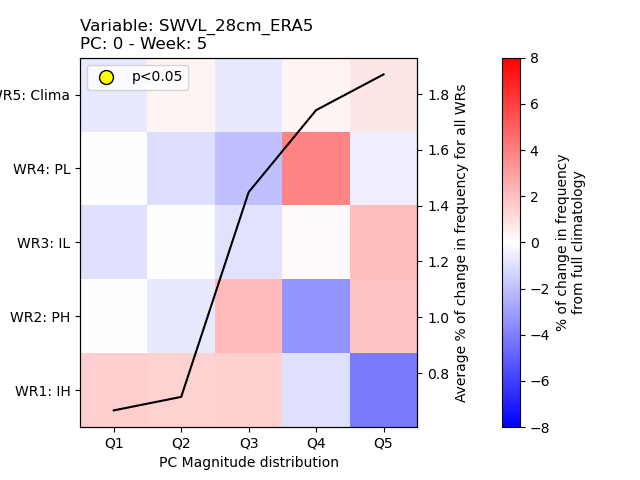 Variable: SWVL_28cm_ERA5
PC: 0 - Week: 5
p<0.05
WR5: Clima
WR4: PL
WR3: IL
WR2: PH
WR1: IH
Q1 Q2 Q3 Q4 Q5
PC Magnitude distribution
1.8
1.6
1.4
1.2
1.0
0.8
Average % of change in frequency for all WRs
8
6
4
2
0
−2
−4
−6
−8
% of change in frequency
from full climatology